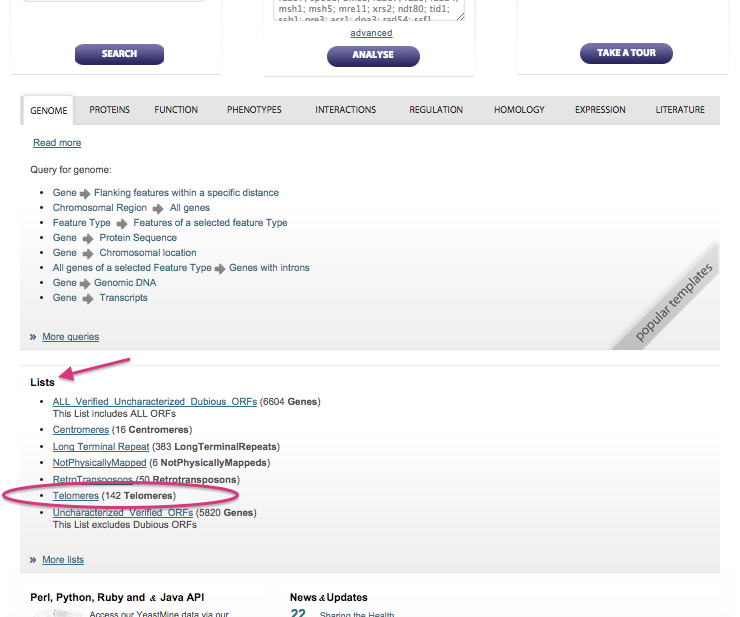 msh1; msh5; mre11; xrs2; ndt80; tid1;
advanced
SEARCH
ANALYSE
TAKE A TOUR
GENOME PROTEINS FUNCTION PHENOTYPES INTERACTIONS REGULATION HOMOLOGY EXPRESSION LITERATURE
Read more
Query for genome:
• Gene Flanking features within a specific distance
• Chromosomal Region All genes
• Feature Type Features of a selected feature Type
• Gene Protein Sequence
• Gene Chromosomal location
• All genes of a selected Feature Type Genes with introns
• Gene Genomic DNA
• Gene Transcripts
popular templates
» More queries
Lists
• ALL_Verified_Uncharacterized_Dubious_ORFs (6604 Genes)
This List includes ALL ORFs
• Centromeres (16 Centromeres)
• Long Terminal Repeat (383 LongTerminalRepeats)
• NotPhysicallyMapped (6 NotPhysicallyMappeds)
• RetroTransposons (50 Retrotransposons)
• Telomeres (142 Telomeres)
• Uncharacterized_Verified_ORFs (5820 Genes)
This List excludes Dubious ORFs
» More lists
Perl, Python, Ruby and & Java API
Access our YeastMine data via our
News & Updates
22 Sharing the Health